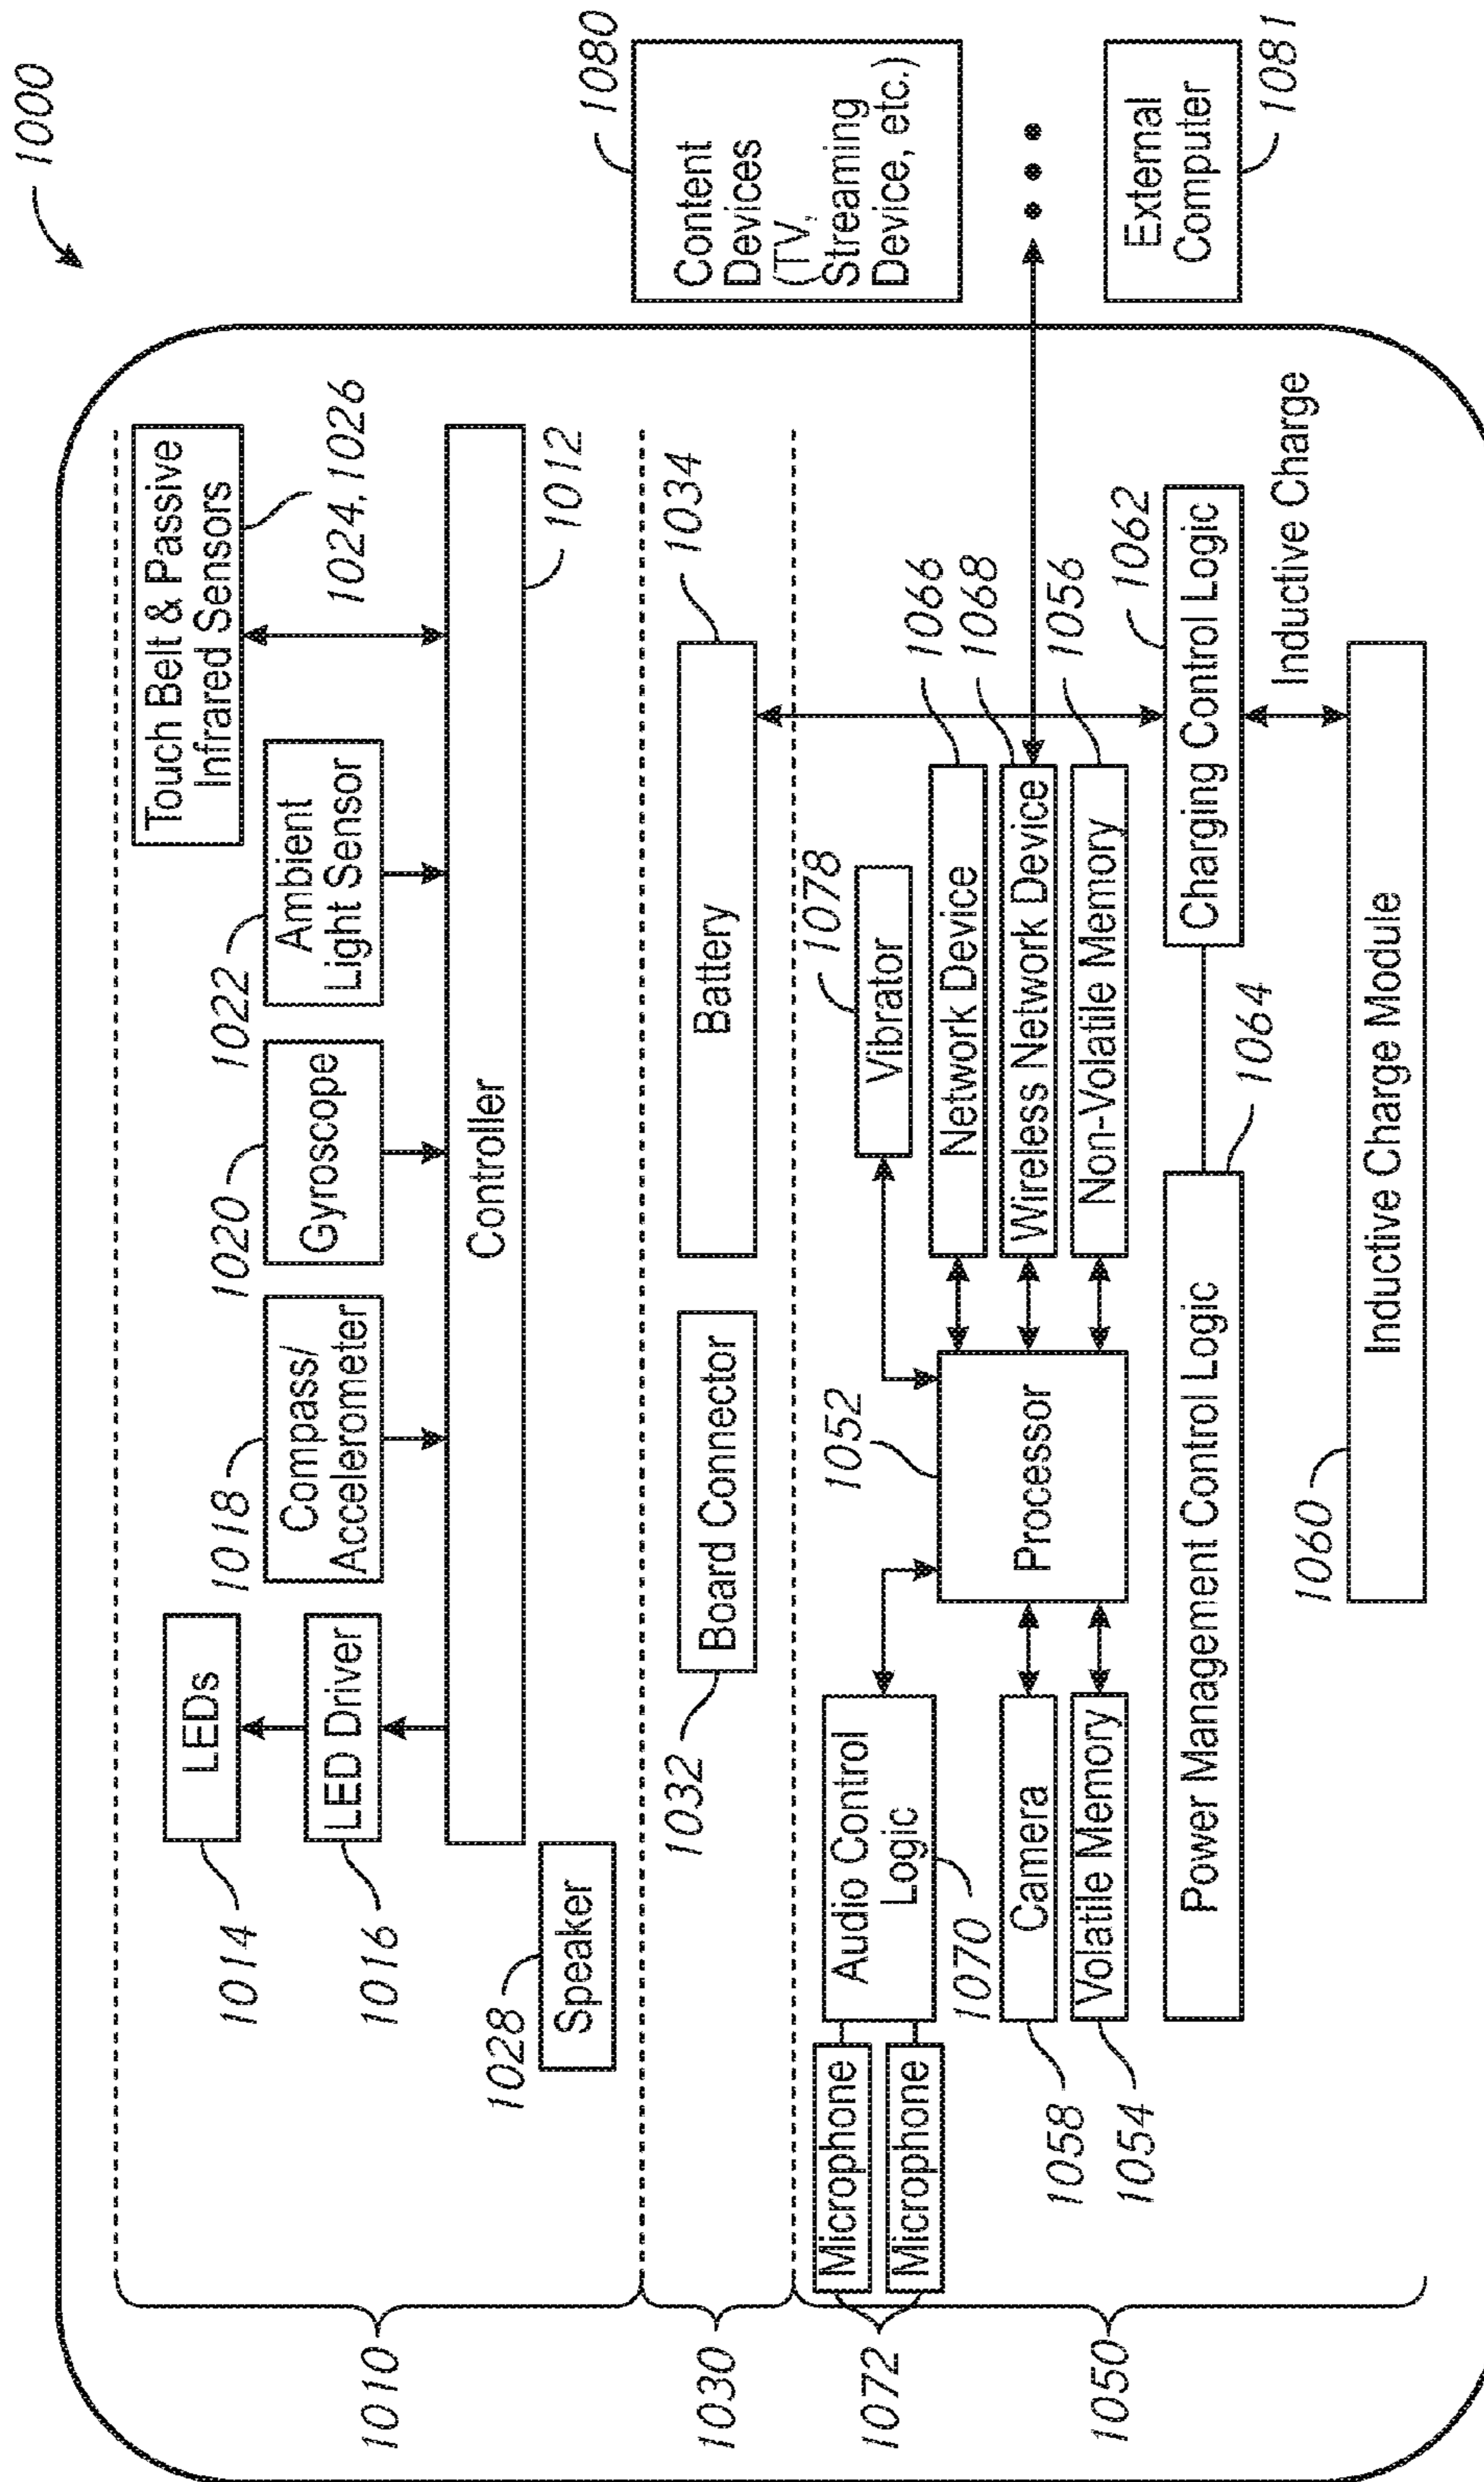 1000
1010
1014
LEDs
1016
LED Driver
1018
Compass/
Accelerometer
1020
Gyroscope
1022
Ambient
Light Sensor
Touch Belt & Passive
Infrared Sensors
1024, 1026
Controller
1012
1028
Speaker
1030
1032
Board Connector
Battery
1034
1072
Microphone
Microphone
Audio Control
Logic
1070
1052
Processor
Vibrator
1078
Network Device
1066
Wireless Network Device
1068
Camera
1058
Volatile Memory
1054
Non-Volatile Memory
1056
1050
Power Management Control Logic
1064
Charging Control Logic
1062
Inductive Charge
1060
Inductive Charge Module
Content
Devices
(TV,
Streaming
Device, etc.)
1080
External
Computer
1081